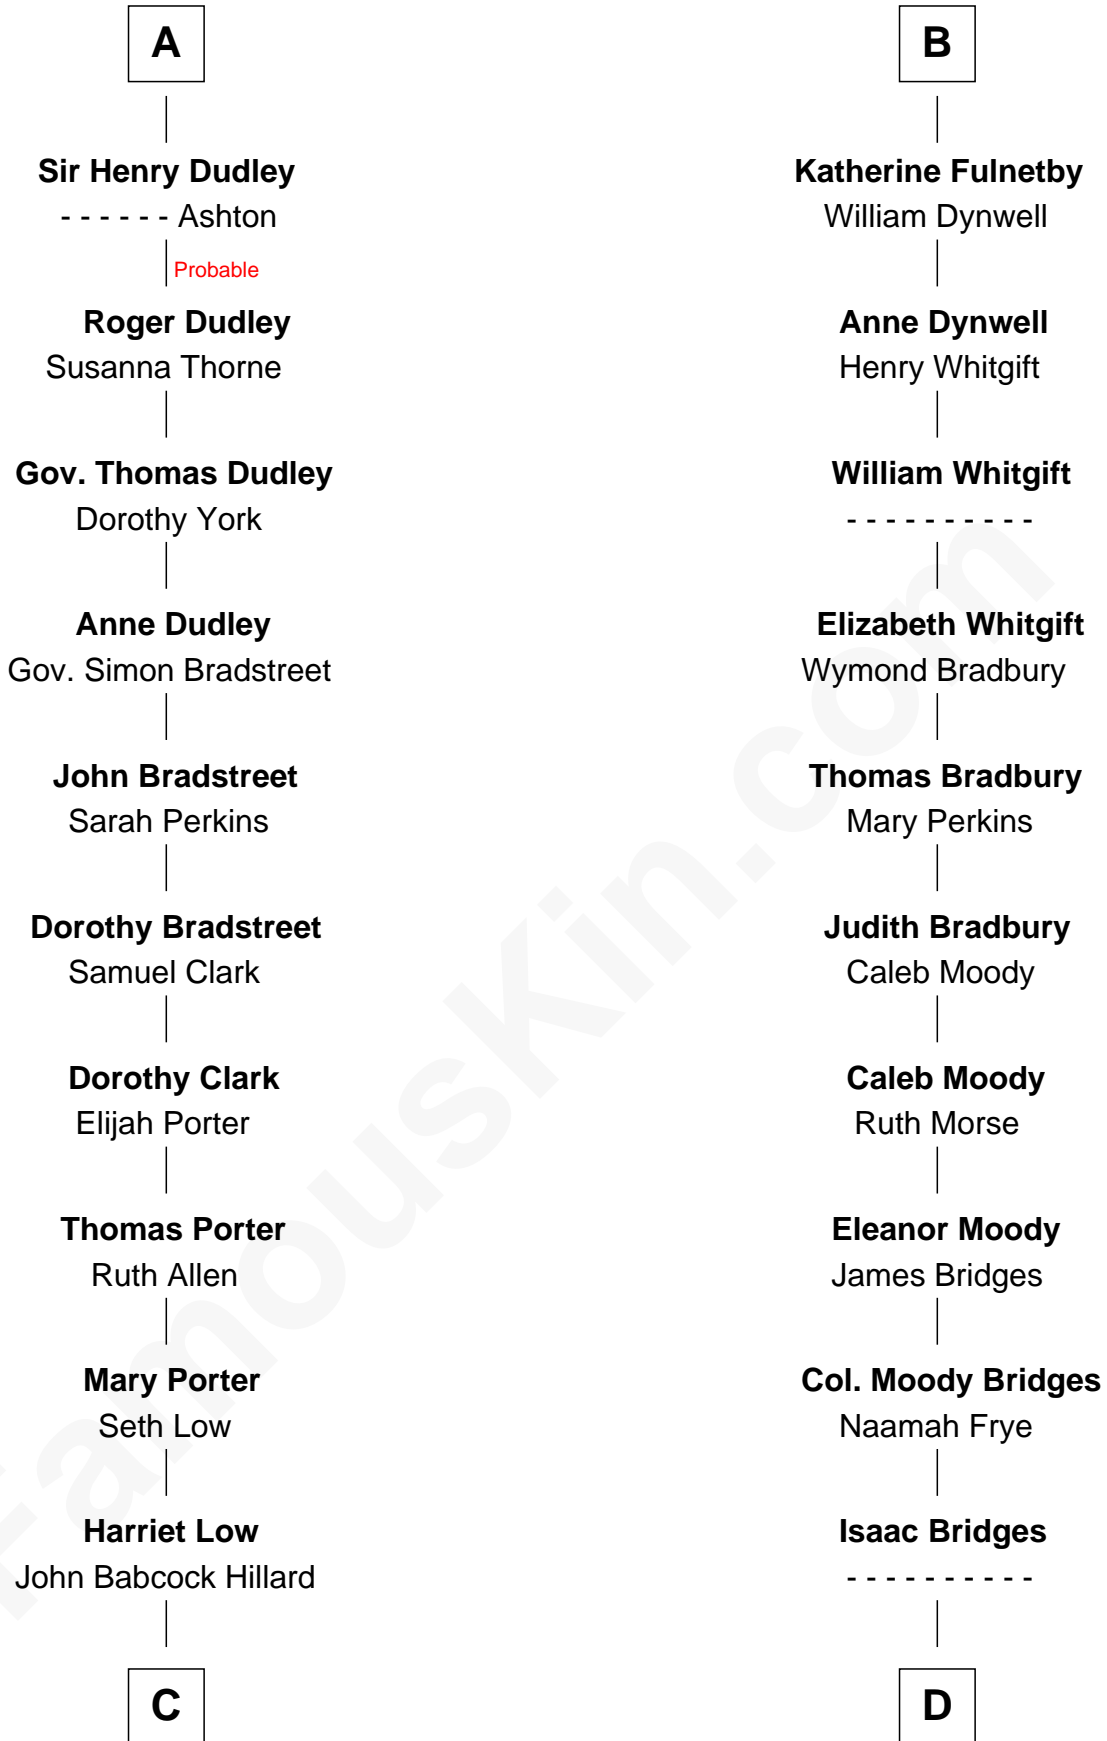 A
Sir Henry Dudley
- - - - - - Ashton
Probable
Roger Dudley
Susanna Thorne
Gov. Thomas Dudley
Dorothy York
Anne Dudley
Gov. Simon Bradstreet
John Bradstreet
Sarah Perkins
Dorothy Bradstreet
Samuel Clark
Dorothy Clark
Elijah Porter
Thomas Porter
Ruth Allen
Mary Porter
Seth Low
Harriet Low
John Babcock Hillard
C
B
Katherine Fulnetby
William Dynwell
Anne Dynwell
Henry Whitgift
William Whitgift
- - - - - - - - - -
Elizabeth Whitgift
Wymond Bradbury
Thomas Bradbury
Mary Perkins
Judith Bradbury
Caleb Moody
Caleb Moody
Ruth Morse
Eleanor Moody
James Bridges
Col. Moody Bridges
Naamah Frye
Isaac Bridges
- - - - - - - - - -
D
FamousKin.com